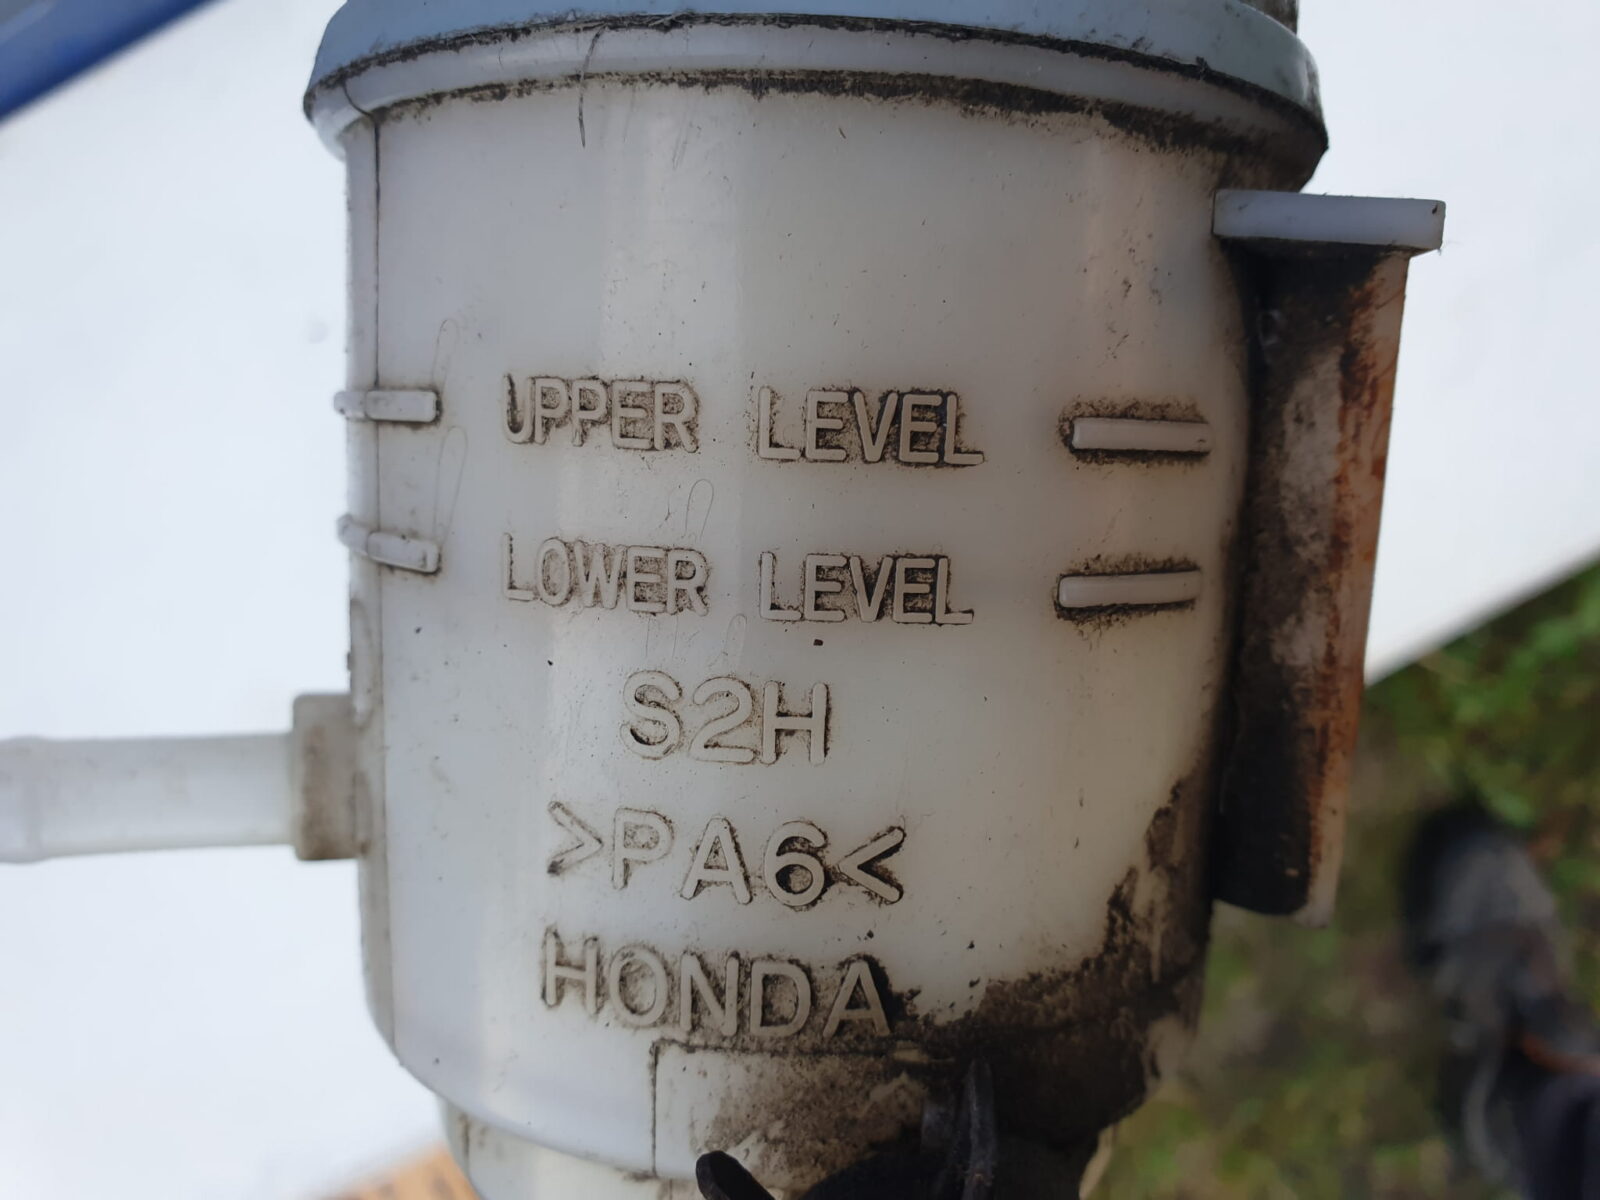 UPPER LEVEL
LOWER LEVEL
S2H
>PA6<
HONDA